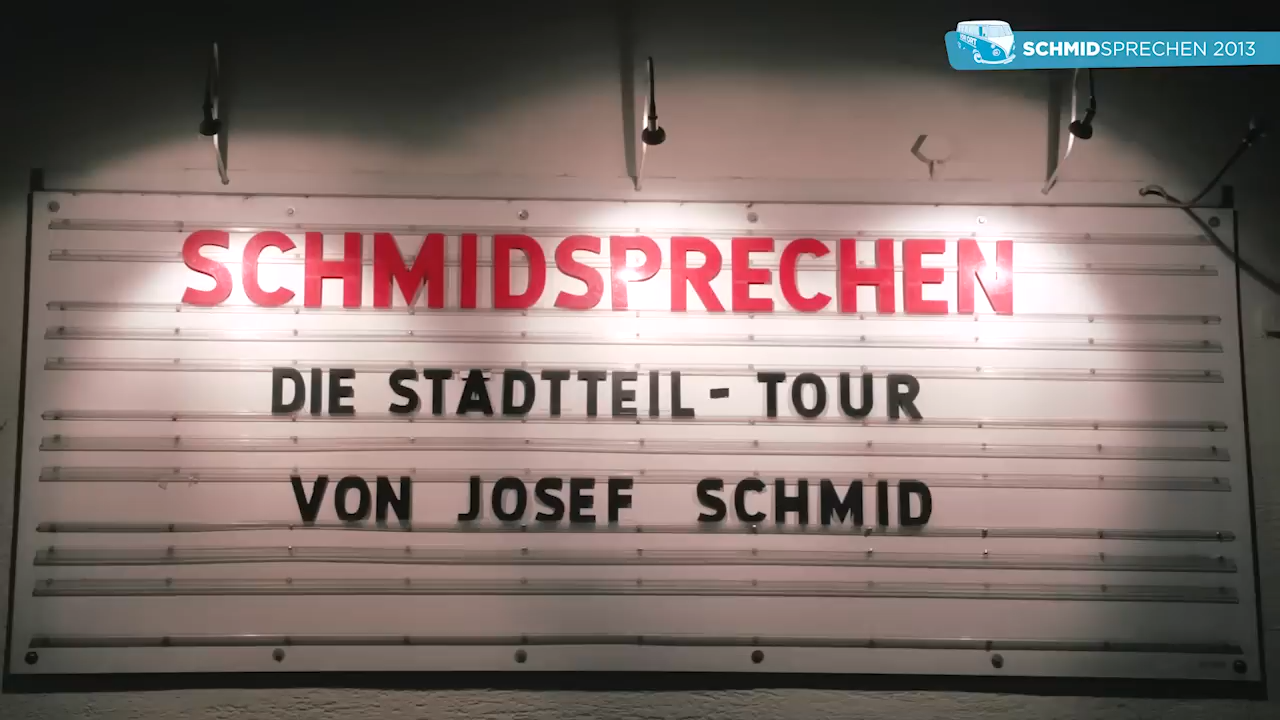 SCHMIDSPRECHEN 2013
SCHMIDSPRECHEN
DIE STADTTEIL - TOUR
VON JOSEF SCHMID